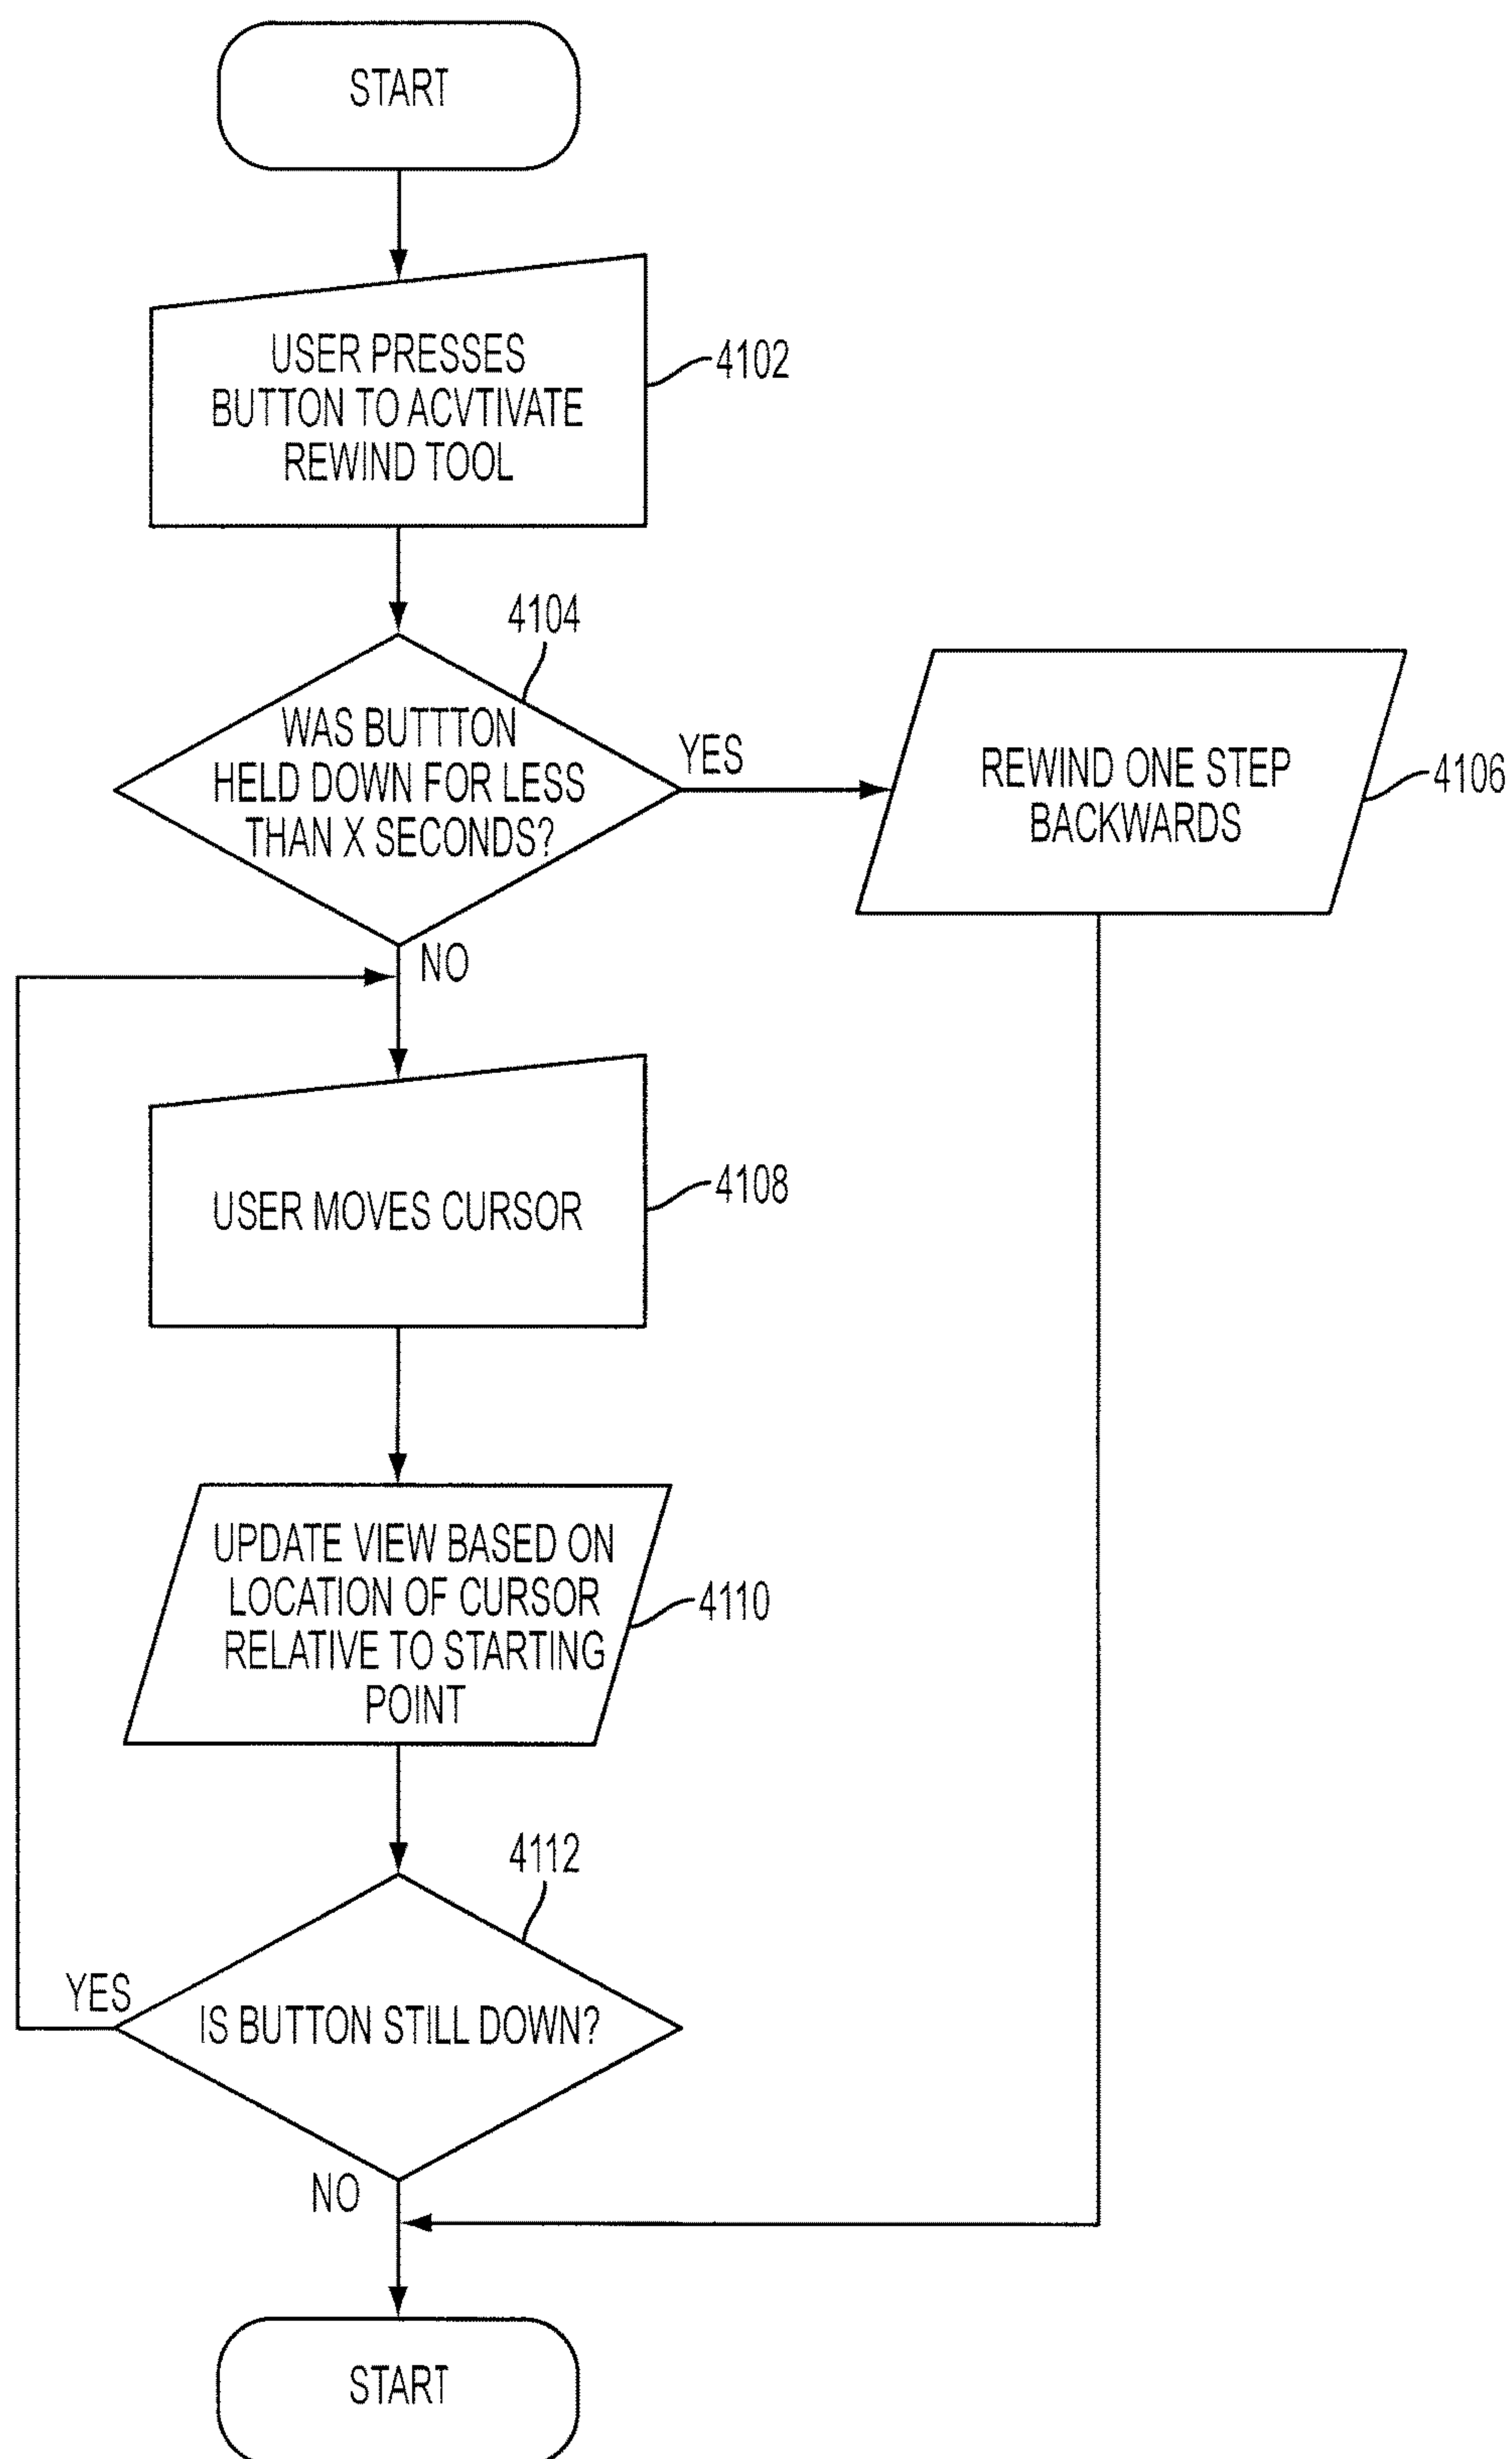 START
USER PRESSES
BUTTON TO ACVTIVATE
REWIND TOOL
4102
4104
WAS BUTTTON
HELD DOWN FOR LESS
THAN X SECONDS?
YES
REWIND ONE STEP
BACKWARDS
4106
NO
USER MOVES CURSOR
4108
UPDATE VIEW BASED ON
LOCATION OF CURSOR
RELATIVE TO STARTING
POINT
4110
4112
YES
IS BUTTON STILL DOWN?
NO
START